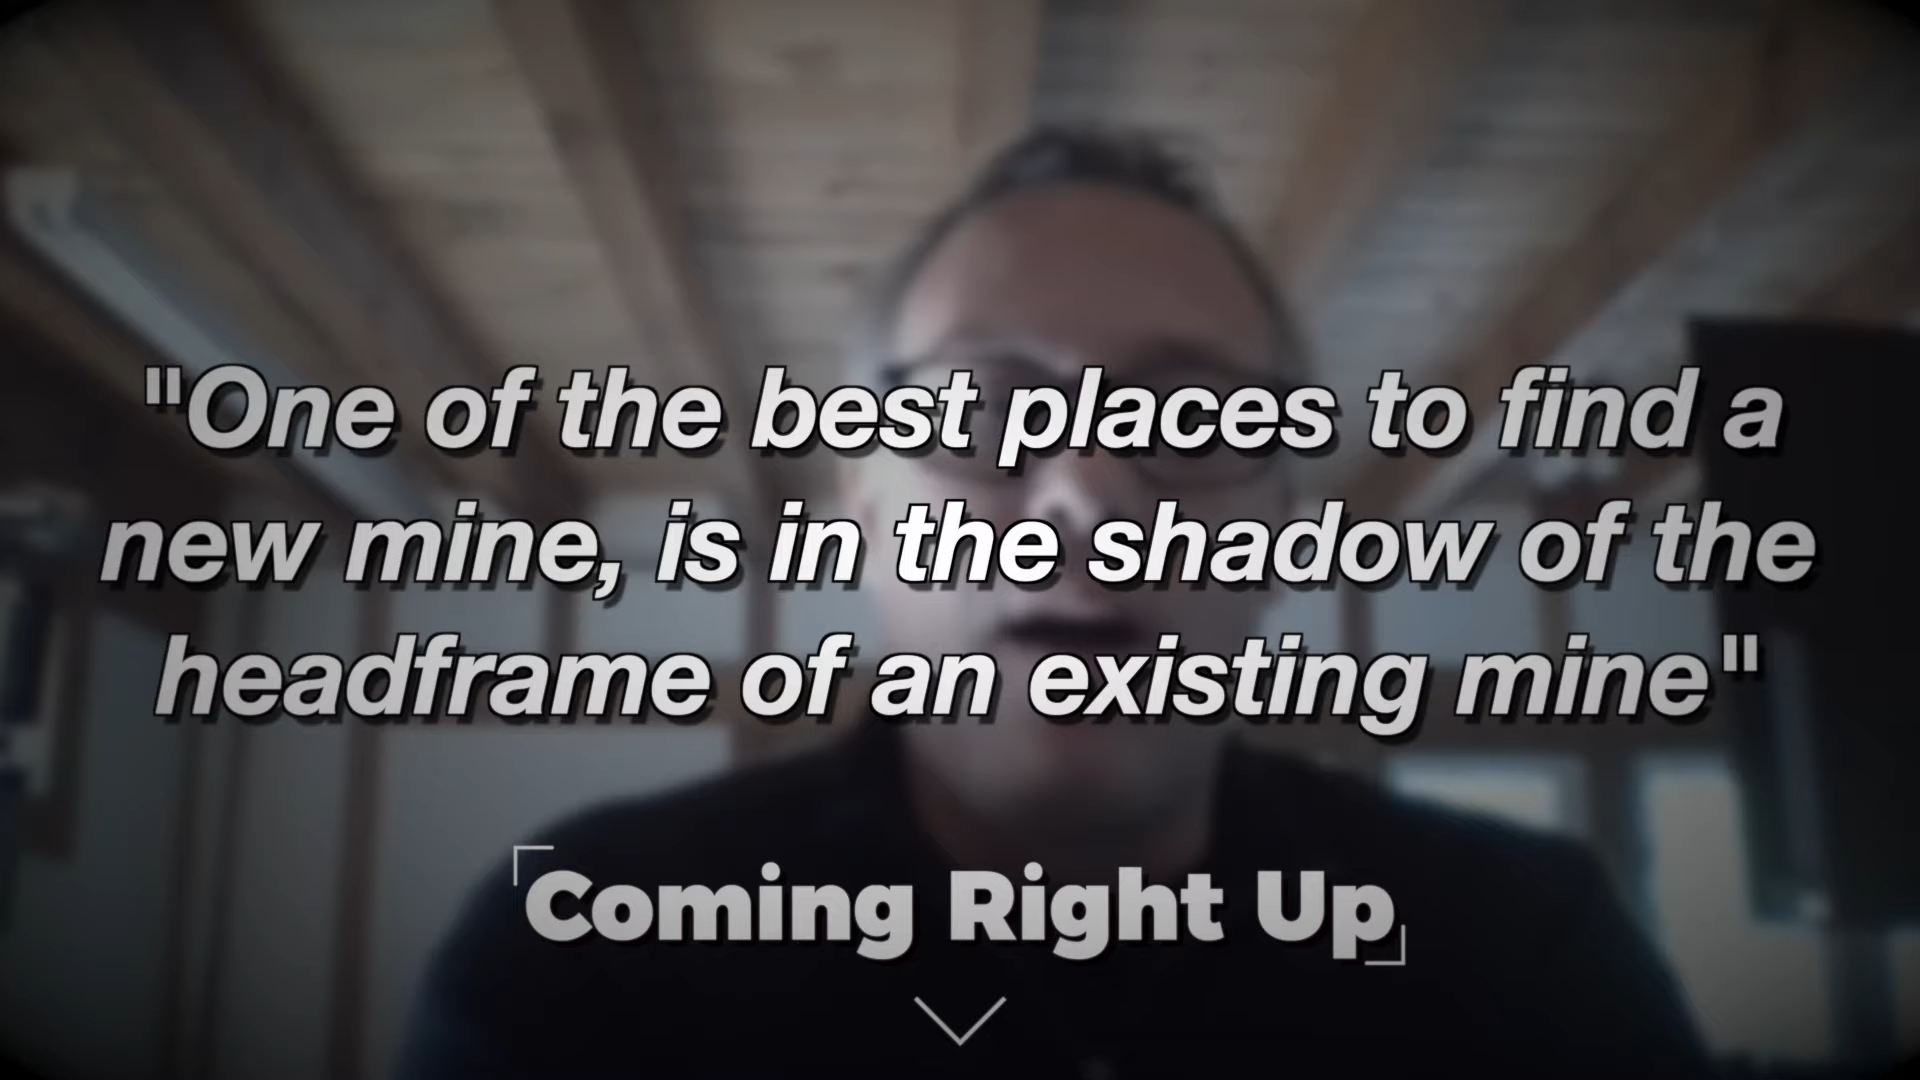 "One of the best places to find a
new mine, is in the shadow of the
headframe of an existing mine"
Coming Right Up